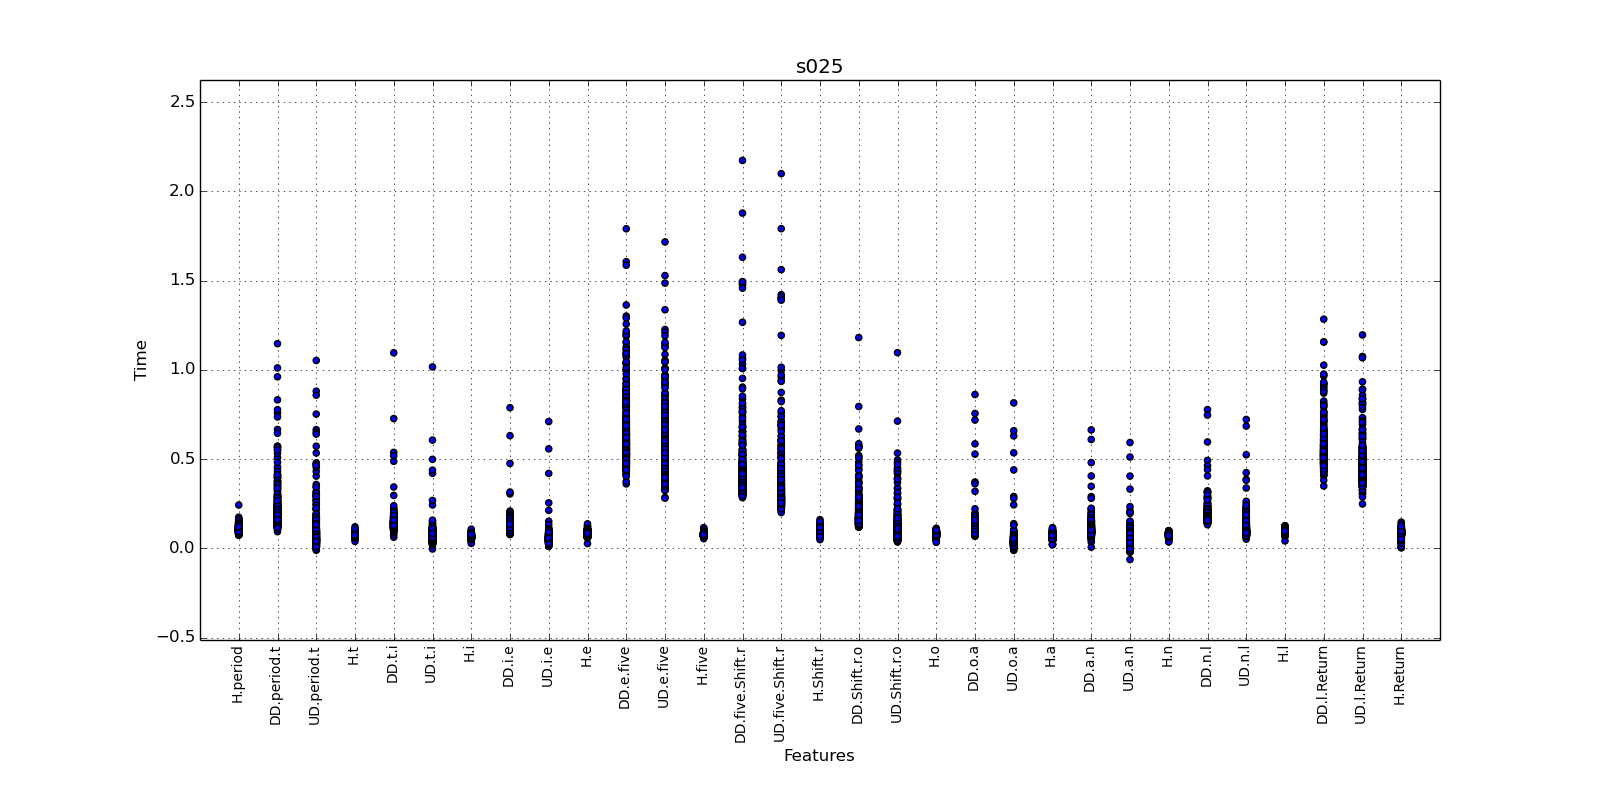 s025
2.5
2.0
1.5
1.0
0.5
0.0
−0.5
Time
H.period
DD.period.t
UD.period.t
H.t
DD.t.i
UD.t.i
H.i
DD.i.e
UD.i.e
H.e
DD.e.five
UD.e.five
H.five
DD.five.Shift.r
UD.five.Shift.r
H.Shift.r
DD.Shift.r.o
UD.Shift.r.o
H.o
DD.o.a
UD.o.a
H.a
DD.a.n
UD.a.n
H.n
DD.n.l
UD.n.l
H.l
DD.l.Return
UD.l.Return
H.Return
Features